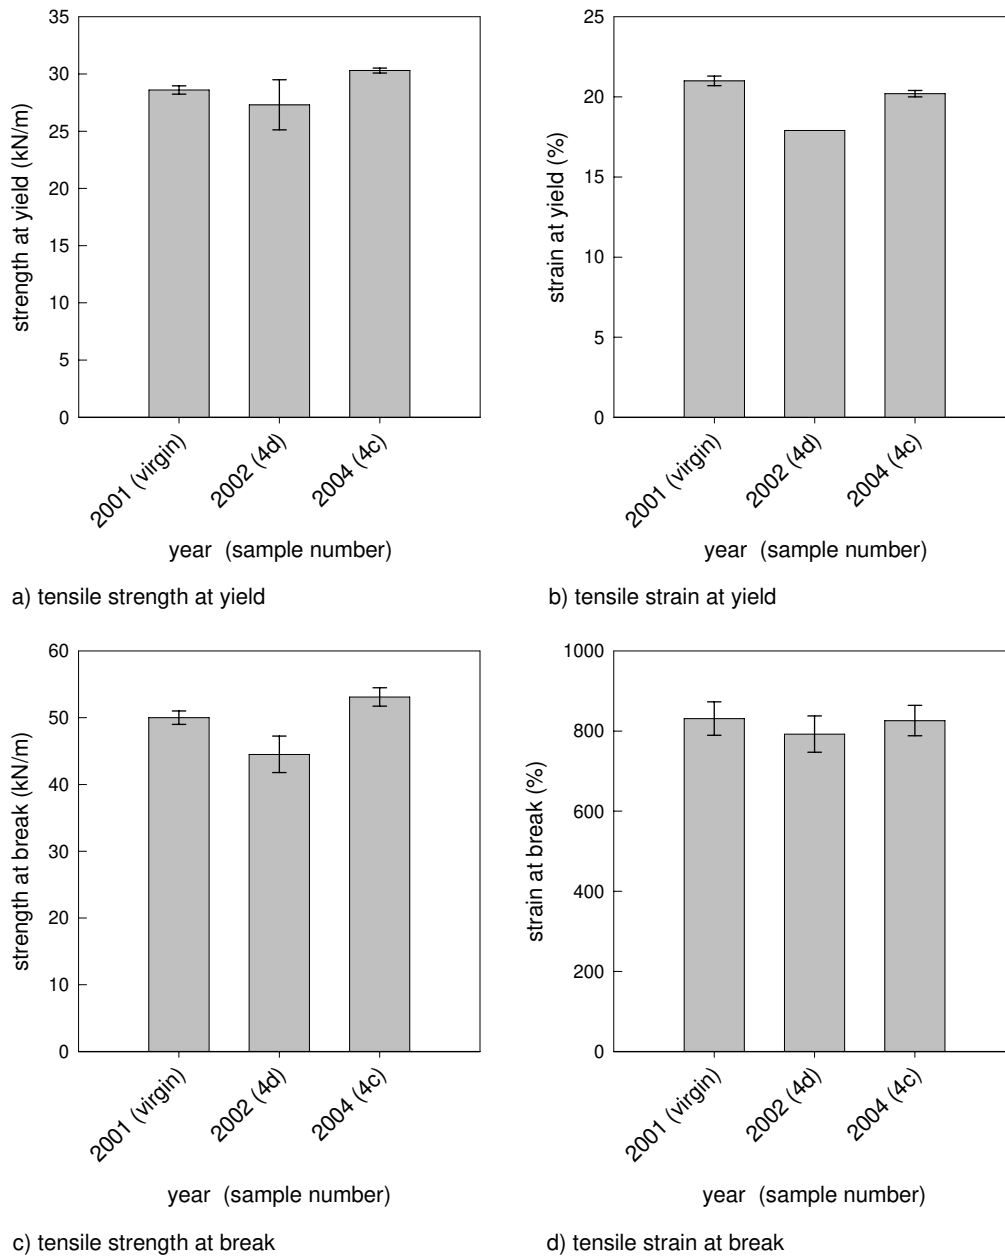 strength at yield (kN/m)
35
30
25
20
15
10
5
0
2001 (virgin)
2002 (4d)
2004 (4c)
year (sample number)
a) tensile strength at yield
strain at yield (%)
25
20
15
10
5
0
2001 (virgin)
2002 (4d)
2004 (4c)
year (sample number)
b) tensile strain at yield
strength at break (kN/m)
60
50
40
30
20
10
0
2001 (virgin)
2002 (4d)
2004 (4c)
year (sample number)
c) tensile strength at break
strain at break (%)
1000
800
600
400
200
0
2001 (virgin)
2002 (4d)
2004 (4c)
year (sample number)
d) tensile strain at break